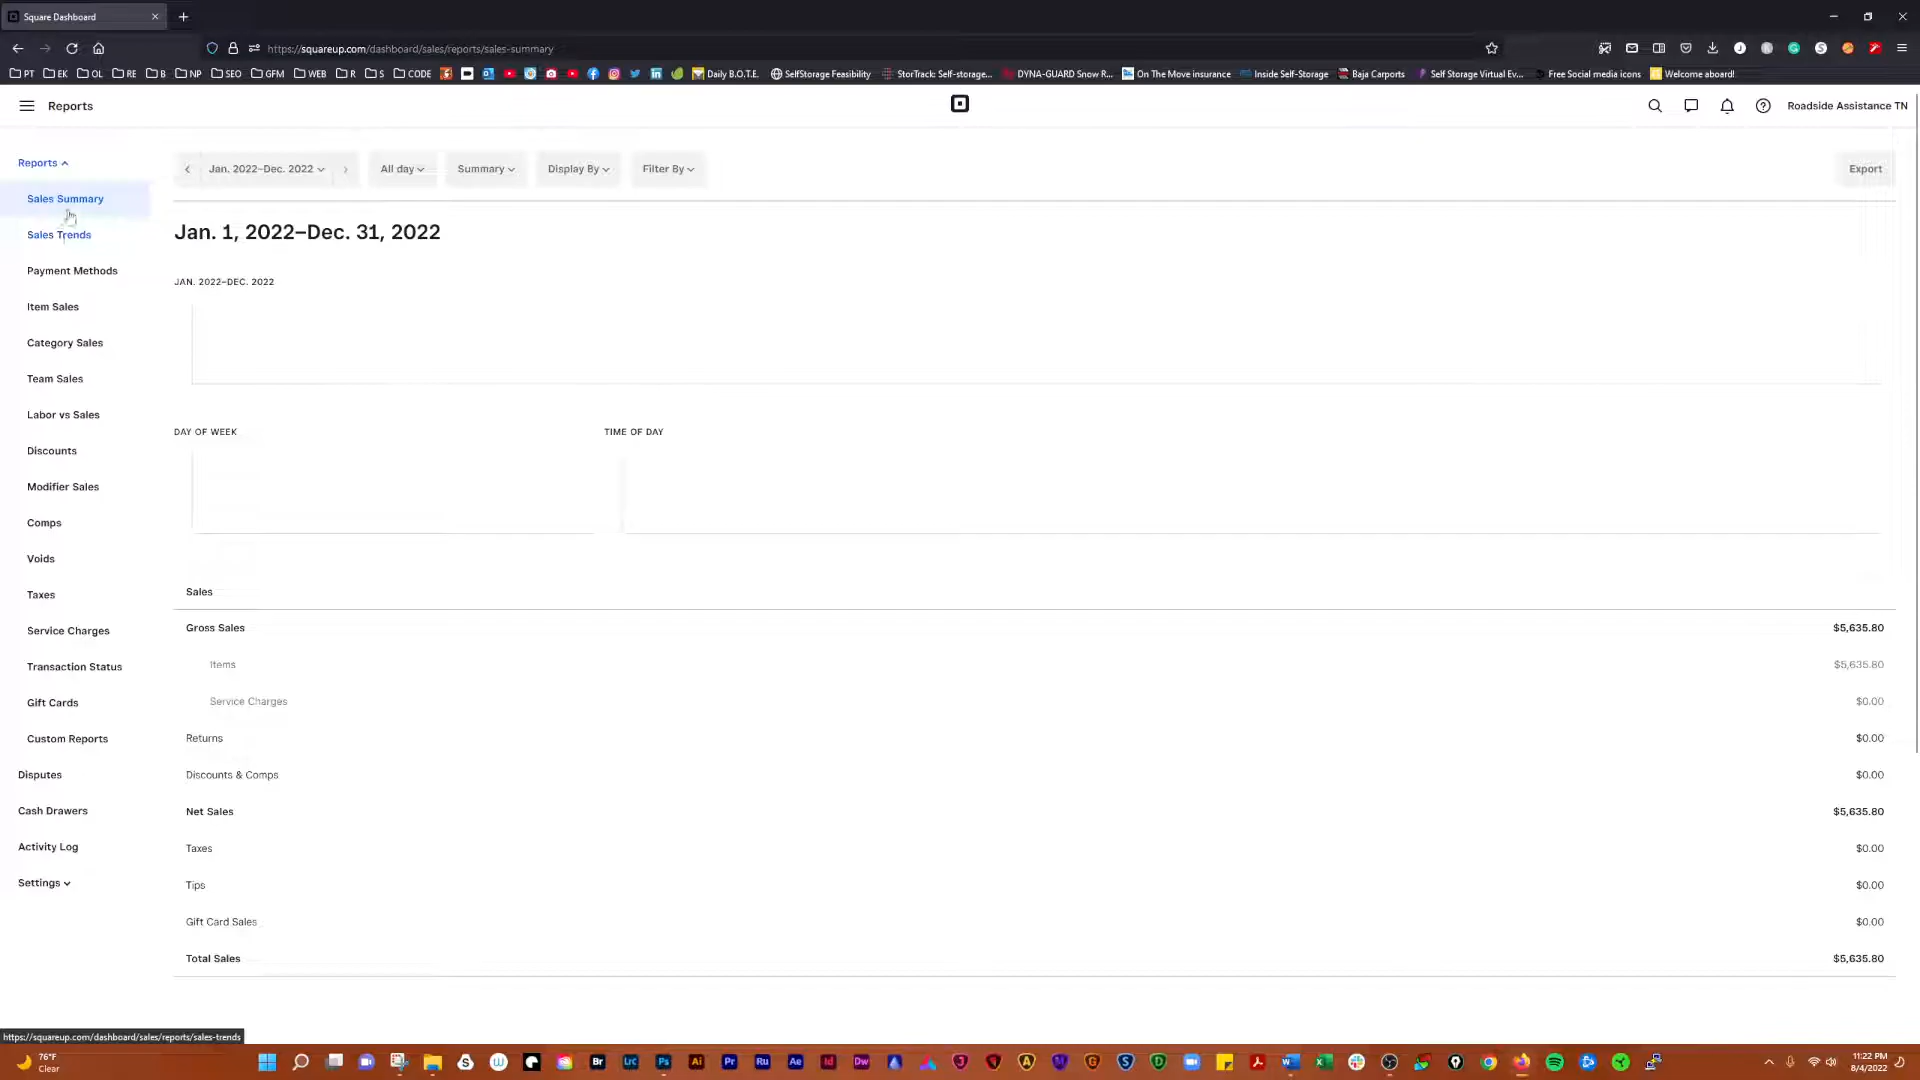 Square Dashboard
https://squareup.com/dashboard/sales/reports/sales-summary
PT EK OL RE B NP SEO GFM WEB R S CODE Daily B.O.T.E. SelfStorage Feasibility StorTrack: Self-storage... DYNA-GUARD Snow R... On The Move insurance Inside Self-Storage Baja Carports Self Storage Virtual Ev... Free Social media icons Welcome aboard!
Reports
Roadside Assistance TN
Reports
Jan. 2022–Dec. 2022 All day Summary Display By Filter By Export
Sales Summary
Sales Trends
Payment Methods
Item Sales
Category Sales
Team Sales
Labor vs Sales
Discounts
Modifier Sales
Comps
Voids
Taxes
Service Charges
Transaction Status
Gift Cards
Custom Reports
Disputes
Cash Drawers
Activity Log
Settings
Jan. 1, 2022–Dec. 31, 2022
JAN. 2022–DEC. 2022
DAY OF WEEK TIME OF DAY
Sales
Gross Sales $5,635.80
Items $5,635.80
Service Charges $0.00
Returns $0.00
Discounts & Comps $0.00
Net Sales $5,635.80
Taxes $0.00
Tips $0.00
Gift Card Sales $0.00
Total Sales $5,635.80
https://squareup.com/dashboard/sales/reports/sales-trends
76°F
Clear
Br Lrc Ps Ai Pr Ru Ae Id Dw
11:22 PM
8/4/2022